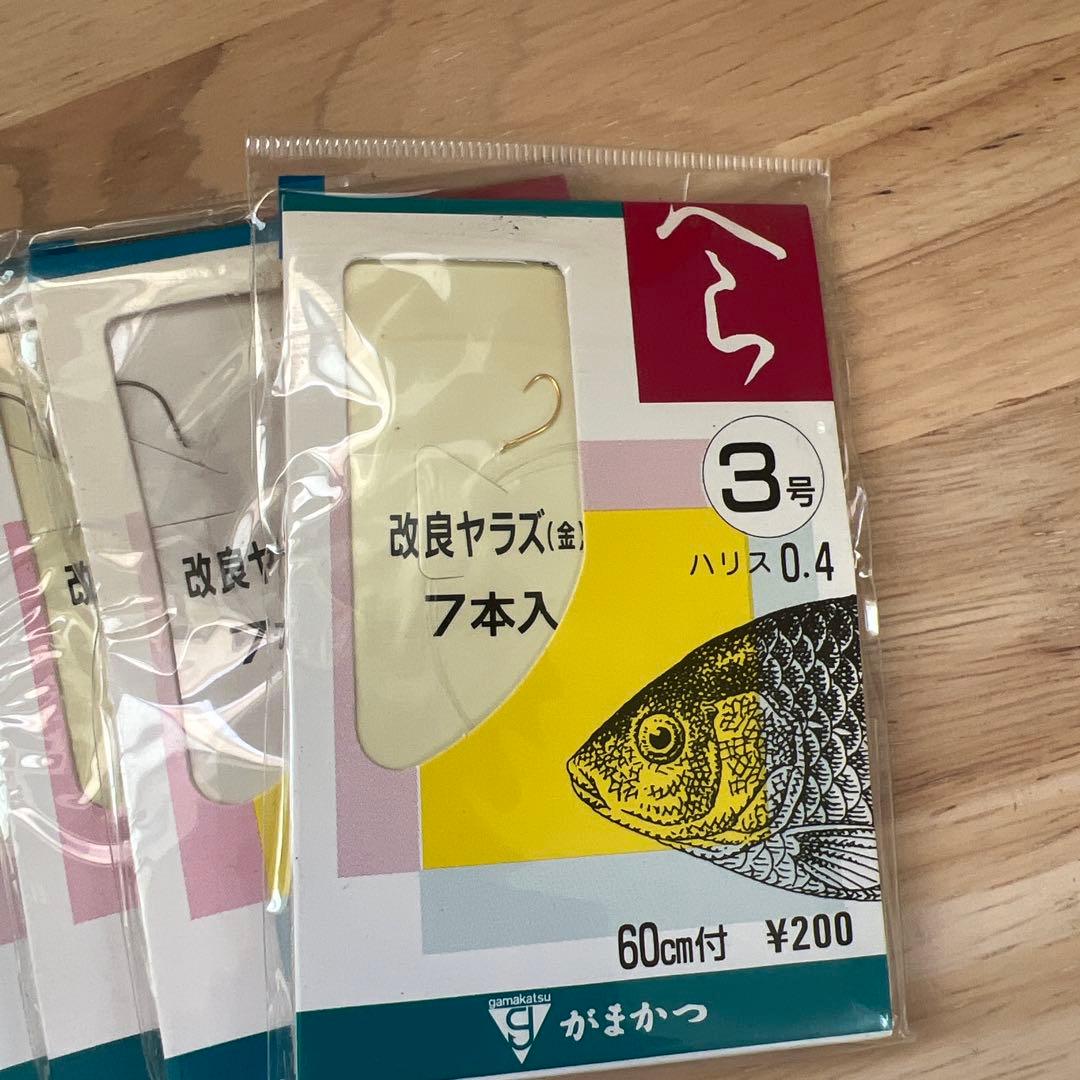 へら
3号
ハリス0.4
改良ヤラズ(金)
7本入
60cm付 ¥200
gamakatsu
g がまかつ
改良ヤ
7
改